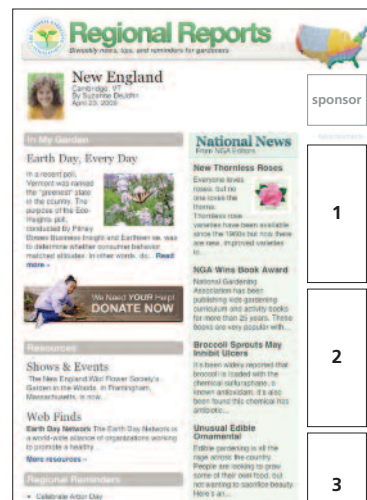 Regional Reports
Biweekly news, tips, and reminders for gardeners
New England
Cambridge, VT
By Suzanne DeJohn
April 23, 2009
sponsor
Advertisement
In My Garden
Earth Day, Every Day
In a recent poll,
Vermont was ranked
the "greenest" state
in the country. The
purpose of the Eco-
Insights poll,
conducted by Pitney
Bowes Business Insight and Earthsense, was
to determine whether consumer behavior
matched attitudes. In other words, do... Read
more »
We Need YOUR Help!
DONATE NOW
Resources
Shows & Events
The New England Wild Flower Society's
Garden in the Woods, in Framingham,
Massachusetts, is now...
Web Finds
Earth Day Network The Earth Day Network is
a world-wide alliance of organizations working
to promote a healthy...
More resources »
Regional Reminders
• Celebrate Arbor Day
National News
From NGA Editors
New Thornless Roses
Everyone loves
roses, but no
one loves the
thorns.
Thornless rose
varieties have been available
since the 1960s but now there
are new, improved varieties
to...
NGA Wins Book Award
National Gardening
Association has been
publishing kids gardening
curriculum and activity books
for more than 25 years. These
books are very popular with...
Broccoli Sprouts May
Inhibit Ulcers
It's been widely reported that
broccoli is loaded with the
chemical sulforaphane, a
known antioxidant. It's also
been found this chemical has
antibiotic...
Unusual Edible
Ornamental
Edible gardening is all the
rage across the country.
People are looking to grow
some of their own food, but
not wanting to sacrifice beauty.
Here's an...
1
2
3